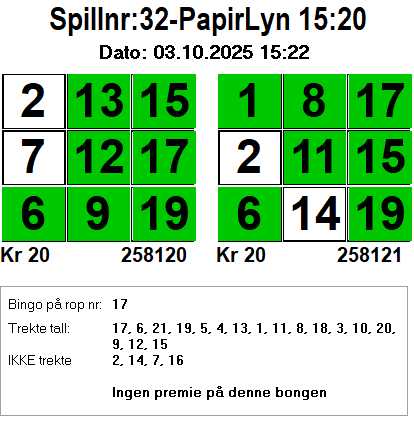 Spillnr:32-PapirLyn 15:20
Dato: 03.10.2025 15:22
2 13 15 1 8 17
7 12 17 2 11 15
6 9 19 6 14 19
Kr 20 258120 Kr 20 258121
Bingo på rop nr: 17
Trekte tall: 17, 6, 21, 19, 5, 4, 13, 1, 11, 8, 18, 3, 10, 20,
9, 12, 15
IKKE trekte 2, 14, 7, 16
Ingen premie på denne bongen